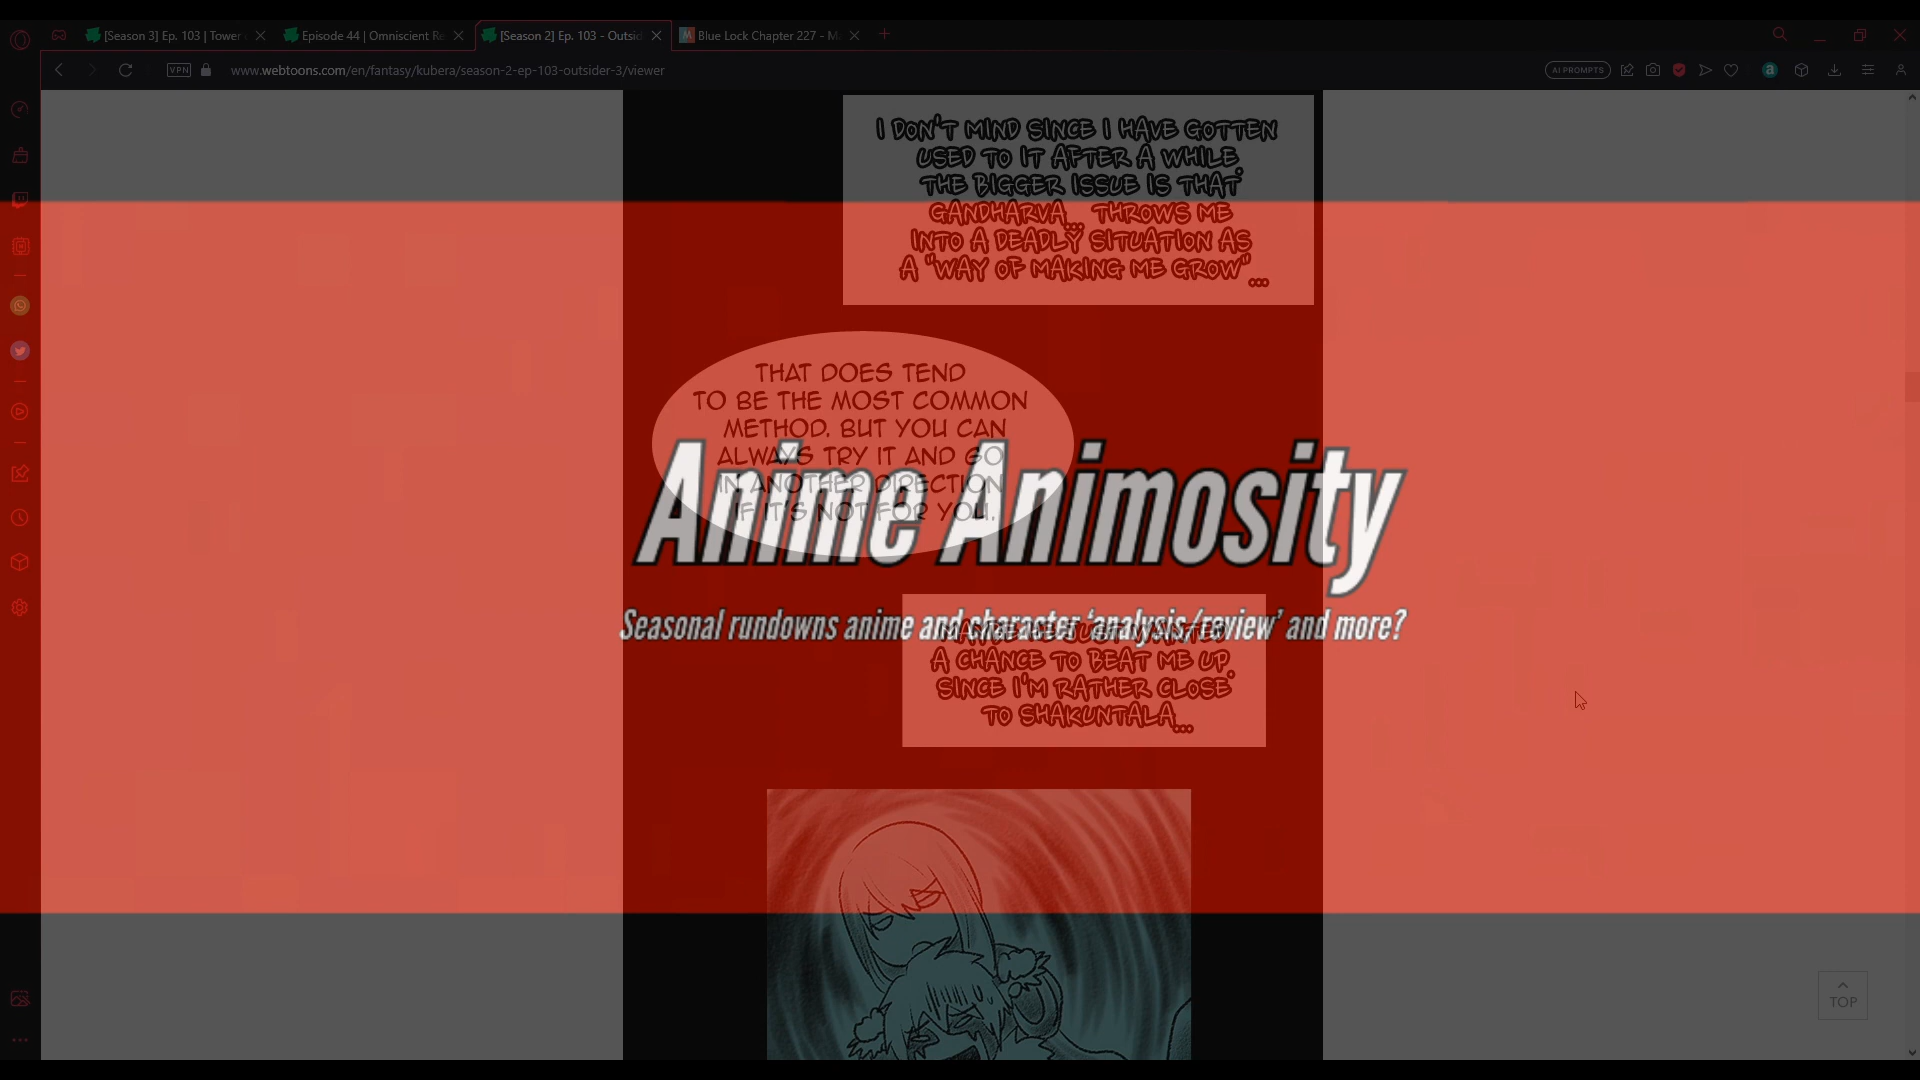 [Season 3] Ep. 103 | Tower
Episode 44 | Omniscient Re
[Season 2] Ep. 103 - Outsid
Blue Lock Chapter 227 - M
VPN
www.webtoons.com/en/fantasy/kubera/season-2-ep-103-outsider-3/viewer
AI PROMPTS
I DON'T MIND SINCE I HAVE GOTTEN
USED TO IT AFTER A WHILE.
THE BIGGER ISSUE IS THAT
GANDHARVA... THROWS ME
INTO A DEADLY SITUATION AS
A "WAY OF MAKING ME GROW"...
THAT DOES TEND
TO BE THE MOST COMMON
METHOD. BUT YOU CAN
ALWAYS TRY IT AND GO
IN ANOTHER DIRECTION
IF IT'S NOT FOR YOU.
Anime Animosity
Seasonal rundowns anime and character 'analysis/review' and more?
MAYBE HE JUST WANTED
A CHANCE TO BEAT ME UP.
SINCE I'M RATHER CLOSE
TO SHAKUNTALA...
TOP